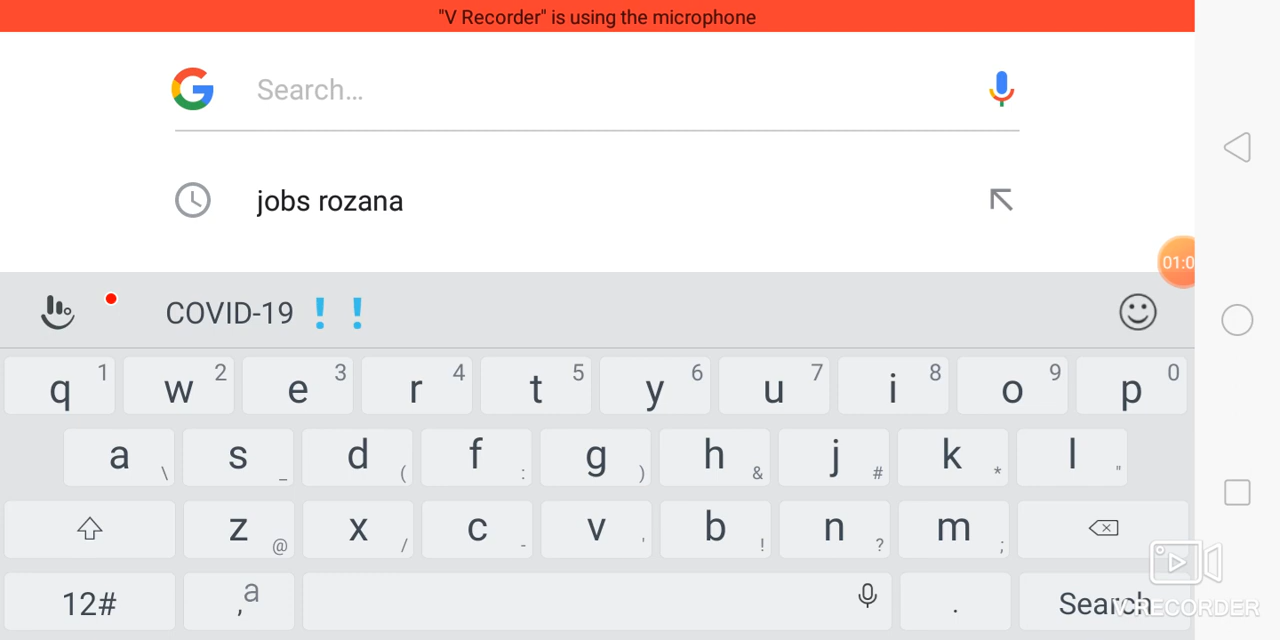 "V Recorder" is using the microphone
Search...
jobs rozana
01:0
COVID-19 ! !
q 1 w 2 e 3 r 4 t 5 y 6 u 7 i 8 o 9 p 0
a \ s _ d ( f : g ) h & j # k * l "
z @ x / c - v ' b ! n ? m ;
12# , a . Search
V RECORDER